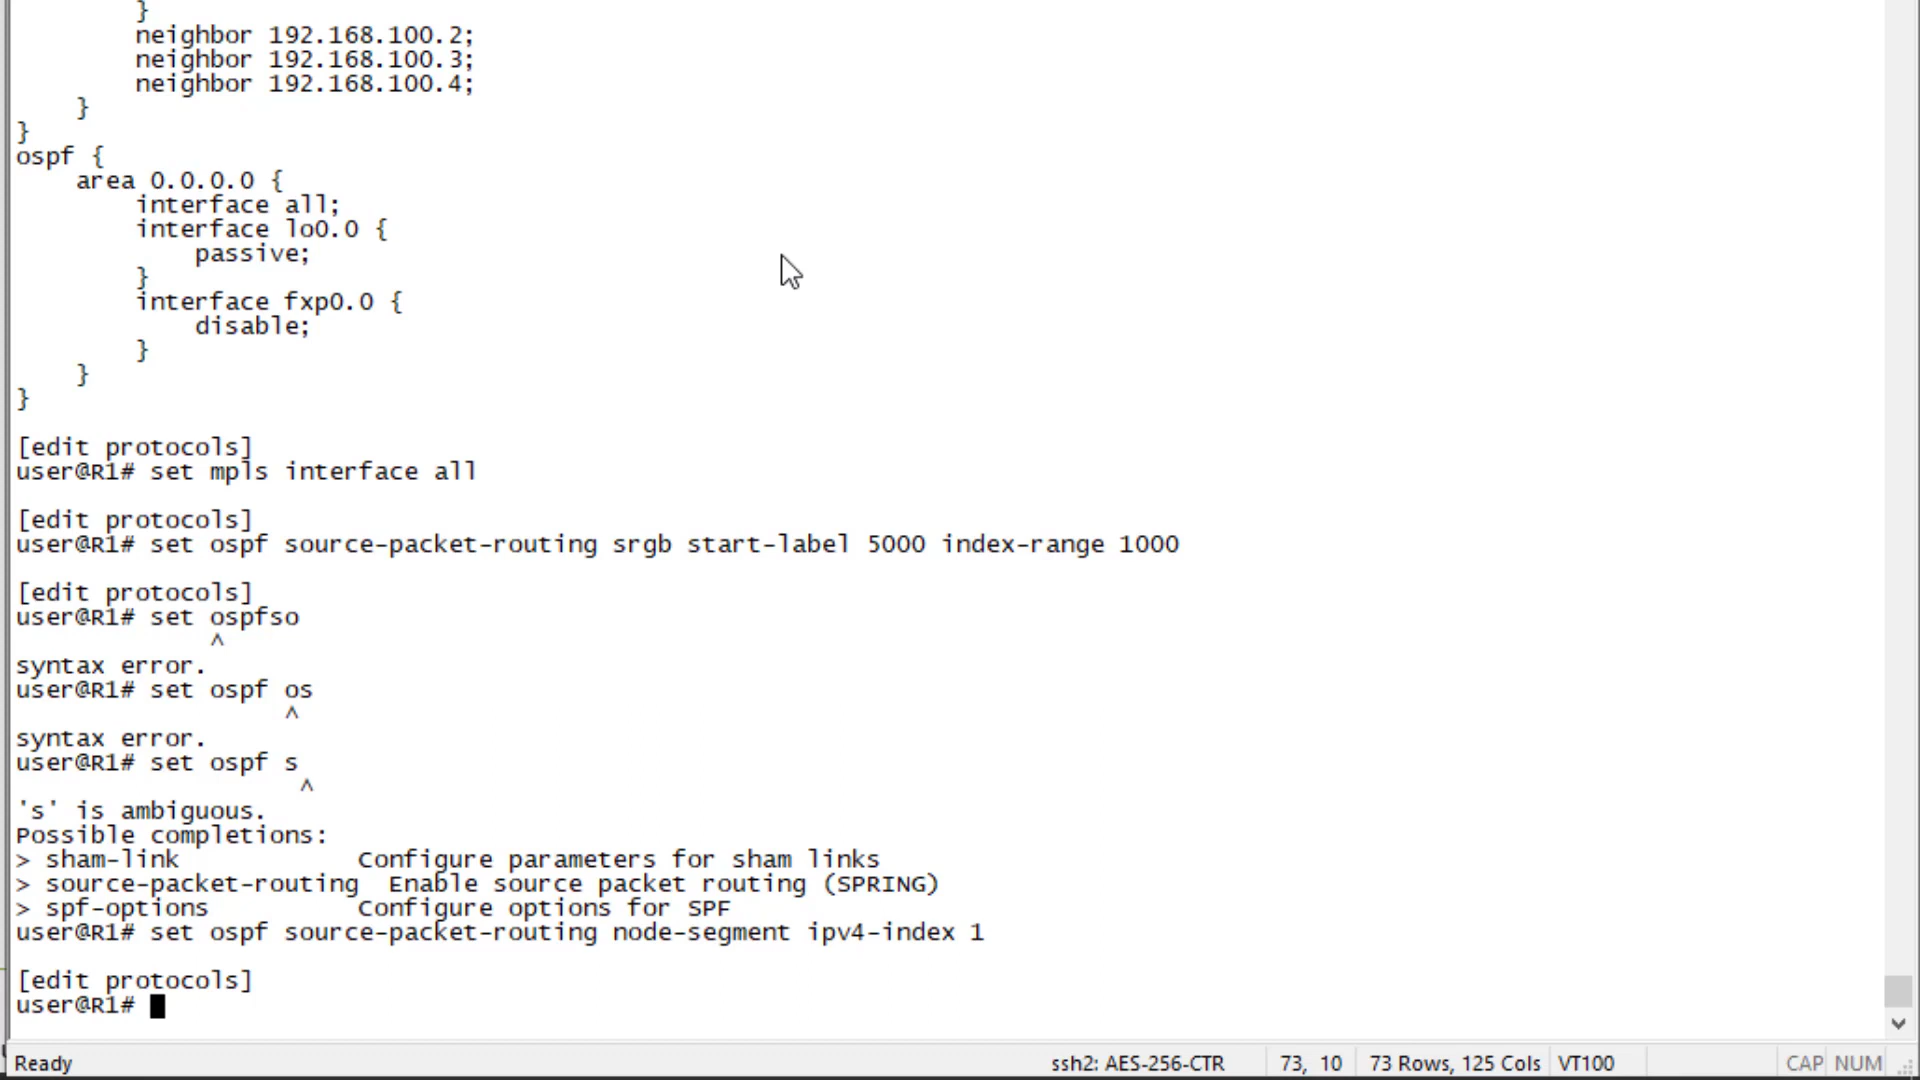 }
        neighbor 192.168.100.2;
        neighbor 192.168.100.3;
        neighbor 192.168.100.4;
    }
}
ospf {
    area 0.0.0.0 {
        interface all;
        interface lo0.0 {
            passive;
        }
        interface fxp0.0 {
            disable;
        }
    }
}
[edit protocols]
user@R1# set mpls interface all
[edit protocols]
user@R1# set ospf source-packet-routing srgb start-label 5000 index-range 1000
[edit protocols]
user@R1# set ospfso
             ^
syntax error.
user@R1# set ospf os
                  ^
syntax error.
user@R1# set ospf s
                   ^
's' is ambiguous.
Possible completions:
> sham-link            Configure parameters for sham links
> source-packet-routing  Enable source packet routing (SPRING)
> spf-options          Configure options for SPF
user@R1# set ospf source-packet-routing node-segment ipv4-index 1
[edit protocols]
user@R1#
Ready ssh2: AES-256-CTR 73, 10 73 Rows, 125 Cols VT100 CAP NUM